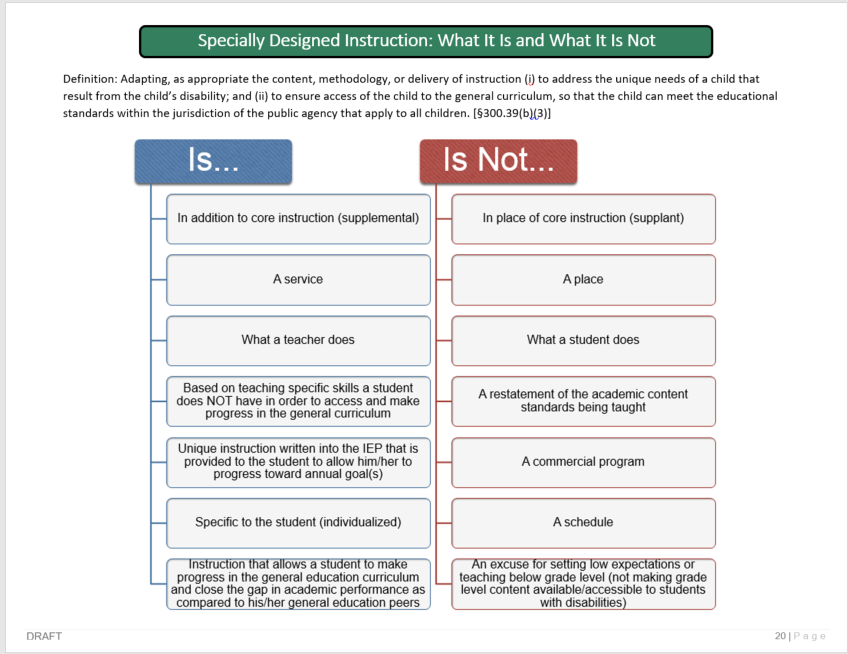 Specially Designed Instruction: What It Is and What It Is Not
Definition: Adapting, as appropriate the content, methodology, or delivery of instruction (i) to address the unique needs of a child that
result from the child's disability; and (ii) to ensure access of the child to the general curriculum, so that the child can meet the educational
standards within the jurisdiction of the public agency that apply to all children. [§300.39(b)(3)]
Is...
In addition to core instruction (supplemental)
A service
What a teacher does
Based on teaching specific skills a student
does NOT have in order to access and make
progress in the general curriculum
Unique instruction written into the IEP that is
provided to the student to allow him/her to
progress toward annual goal(s)
Specific to the student (individualized)
Instruction that allows a student to make
progress in the general education curriculum
and close the gap in academic performance as
compared to his/her general education peers
Is Not...
In place of core instruction (supplant)
A place
What a student does
A restatement of the academic content
standards being taught
A commercial program
A schedule
An excuse for setting low expectations or
teaching below grade level (not making grade
level content available/accessible to students
with disabilities)
DRAFT
20 | Page